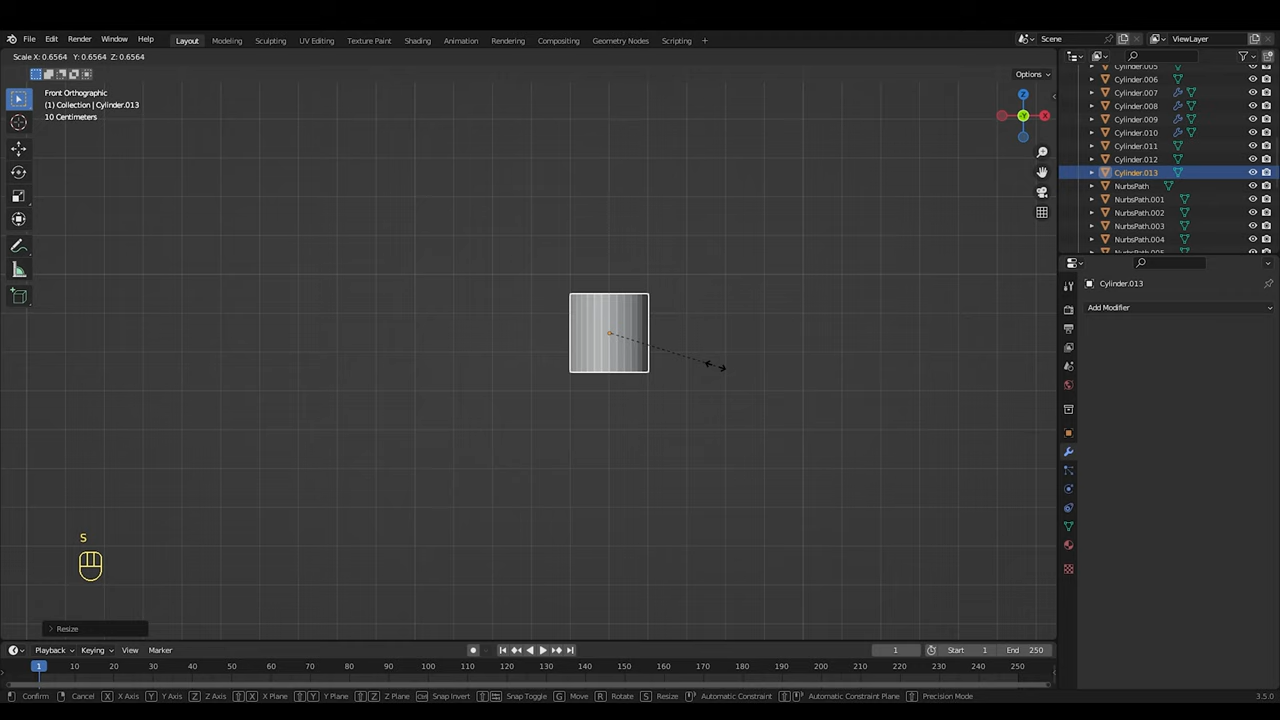 File Edit Render Window Help Layout Modeling Sculpting UV Editing Texture Paint Shading Animation Rendering Compositing Geometry Nodes Scripting + Scene ViewLayer
Scale X: 0.6564 Y: 0.6564 Z: 0.6564
Options
Front Orthographic
(1) Collection | Cylinder.013
10 Centimeters
Z
Y
X
Cylinder.005
Cylinder.006
Cylinder.007
Cylinder.008
Cylinder.009
Cylinder.010
Cylinder.011
Cylinder.012
Cylinder.013
NurbsPath
NurbsPath.001
NurbsPath.002
NurbsPath.003
NurbsPath.004
NurbsPath.005
Cylinder.013
Add Modifier
S
Resize
Playback Keying View Marker 1 Start 1 End 250
1 10 20 30 40 50 60 70 80 90 100 110 120 130 140 150 160 170 180 190 200 210 220 230 240 250
Confirm Cancel X X Axis Y Y Axis Z Z Axis X X Plane Y Y Plane Z Z Plane Snap Invert Snap Toggle G Move R Rotate S Resize Automatic Constraint Automatic Constraint Plane Precision Mode 3.5.0